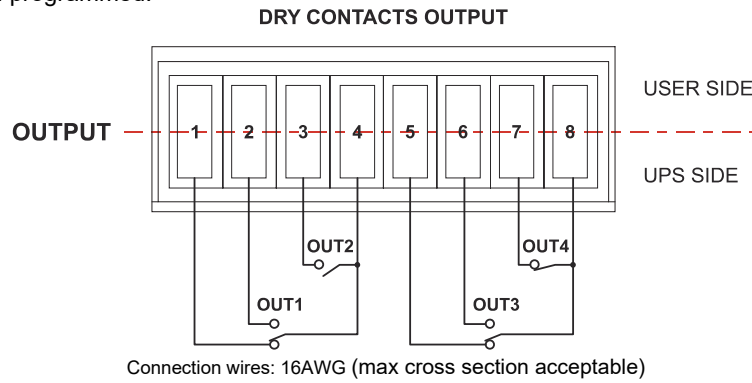 programmed.
DRY CONTACTS OUTPUT
USER SIDE
OUTPUT 1 2 3 4 5 6 7 8
UPS SIDE
OUT2 OUT4
OUT1 OUT3
Connection wires: 16AWG (max cross section acceptable)